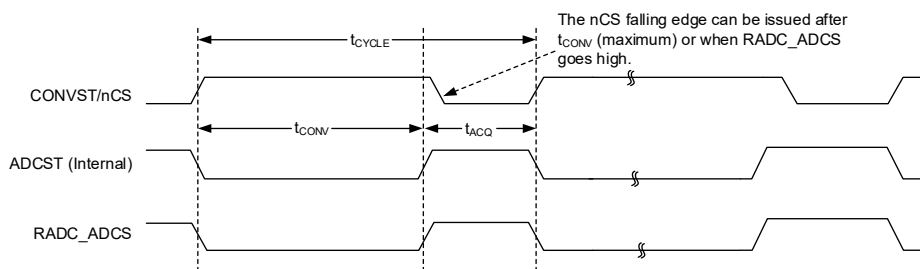 The nCS falling edge can be issued after
tCONV (maximum) or when RADC_ADCS
goes high.
tCYCLE
CONVST/nCS
tCONV
tACQ
ADCST (Internal)
RADC_ADCS